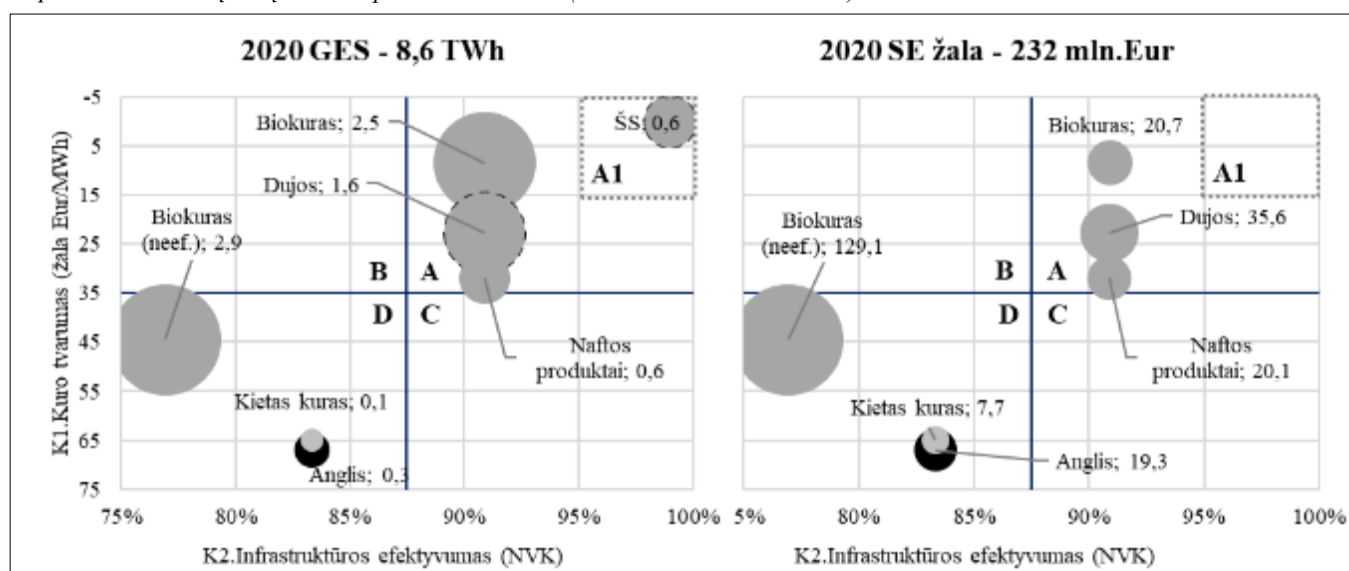 2020 GES - 8,6 TWh
-5
5
15
25
35
45
55
65
75
K1.Kuro tvarumas (žala Eur/MWh)
Biokuras; 2,5
ŠS; 0,6
A1
Dujos; 1,6
Biokuras
(neef.); 2,9
B
A
D
C
Naftos
produktai; 0,6
Kietas kuras; 0,1
Anglis; 0,3
75%
80%
85%
90%
95%
100%
K2.Infrastruktūros efektyvumas (NVK)
2020 SE žala - 232 mln.Eur
Biokuras; 20,7
A1
Dujos; 35,6
Biokuras
(neef.); 129,1
B
A
D
C
Naftos
produktai; 20,1
Kietas kuras; 7,7
Anglis; 19,3
5%
80%
85%
90%
95%
100%
K2.Infrastruktūros efektyvumas (NVK)